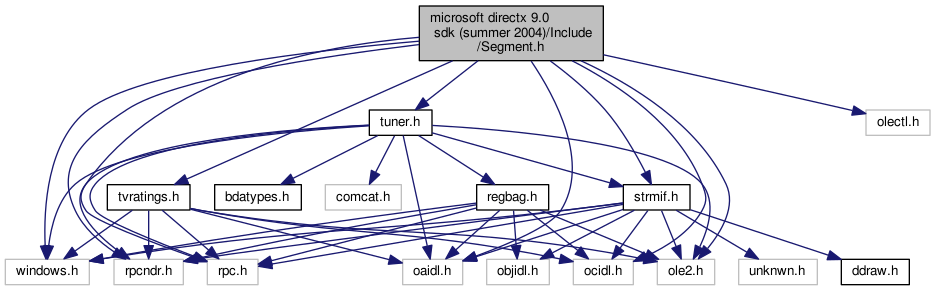 microsoft directx 9.0
sdk (summer 2004)/Include
/Segment.h
tuner.h
olectl.h
tvratings.h
bdatypes.h
comcat.h
regbag.h
strmif.h
windows.h
rpcndr.h
rpc.h
oaidl.h
objidl.h
ocidl.h
ole2.h
unknwn.h
ddraw.h